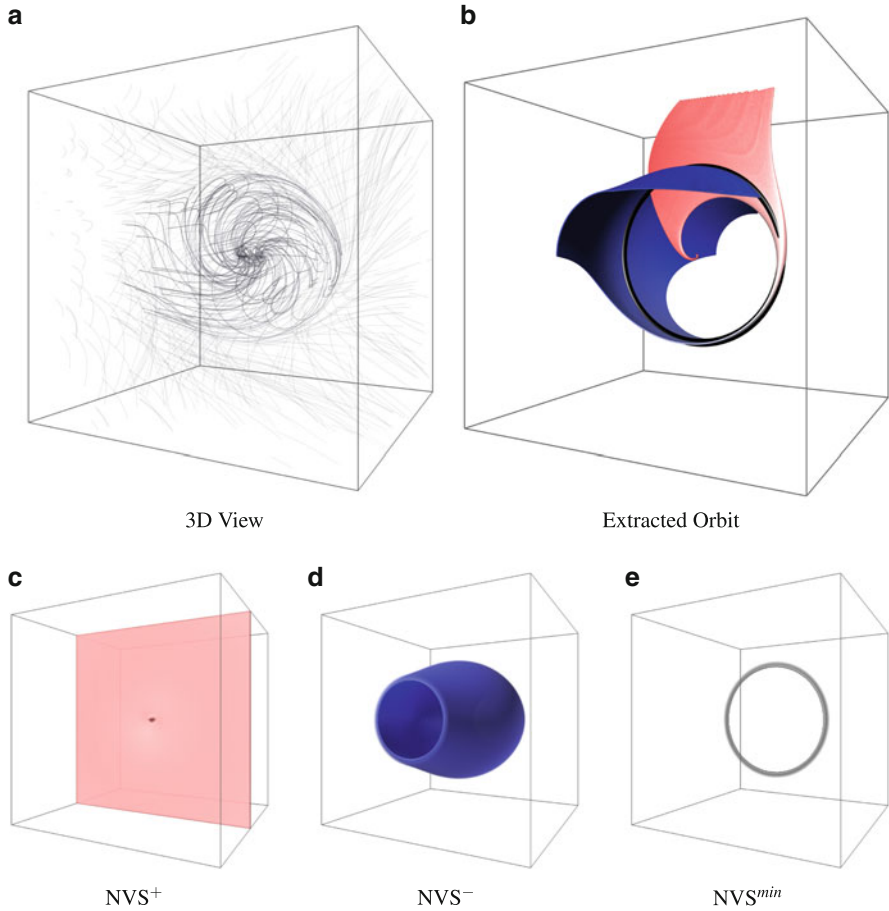 a
b
3D View
Extracted Orbit
c
d
e
NVS⁺
NVS⁻
NVSᵐⁱⁿ